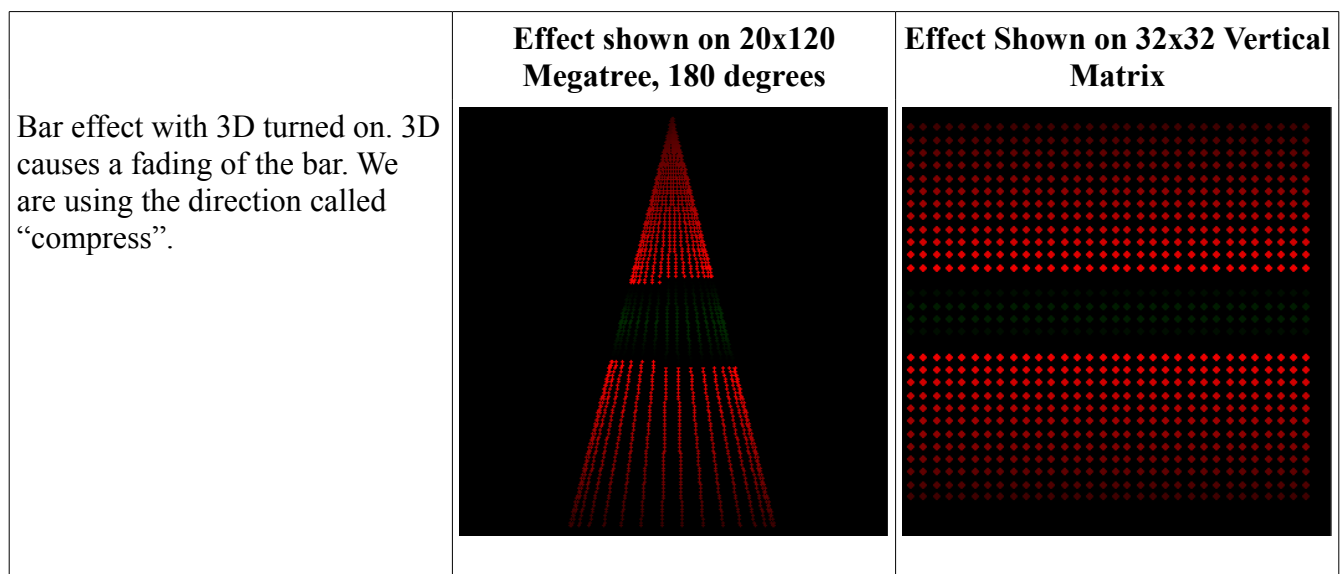 Effect shown on 20x120
Megatree, 180 degrees
Effect Shown on 32x32 Vertical
Matrix
Bar effect with 3D turned on. 3D
causes a fading of the bar. We
are using the direction called
“compress”.